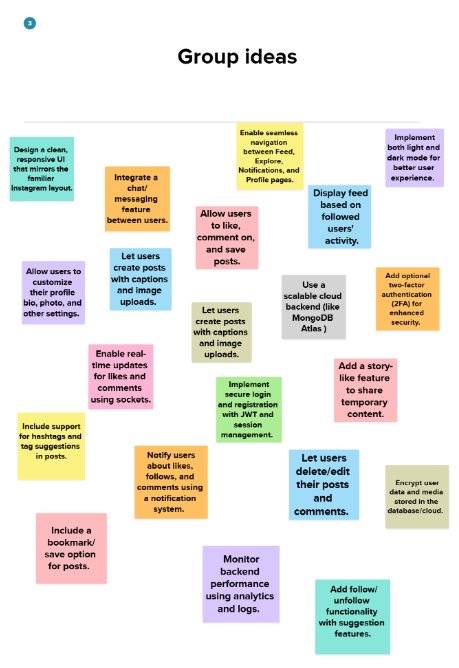 3
Group ideas
Design a clean,
responsive UI
that mirrors the
familiar
Instagram layout.
Integrate a
chat/
messaging
feature
between users.
Enable seamless
navigation
between Feed,
Explore,
Notifications, and
Profile pages.
Implement
both light and
dark mode for
better user
experience.
Allow users
to like,
comment on,
and save
posts.
Display feed
based on
followed
users'
activity.
Allow users to
customize
their profile
bio, photo, and
other settings.
Let users
create posts
with captions
and image
uploads.
Let users
create posts
with captions
and image
uploads.
Use a
scalable cloud
backend (like
MongoDB
Atlas )
Add optional
two-factor
authentication
(2FA) for
enhanced
security.
Enable real-
time updates
for likes and
comments
using sockets.
Implement
secure login
and registration
with JWT and
session
management.
Add a story-
like feature
to share
temporary
content.
Include support
for hashtags and
tag suggestions
in posts.
Notify users
about likes,
follows, and
comments using
a notification
system.
Let users
delete/edit
their posts
and
comments.
Encrypt user
data and media
stored in the
database/cloud.
Include a
bookmark/
save option
for posts.
Monitor
backend
performance
using analytics
and logs.
Add follow/
unfollow
functionality
with suggestion
features.